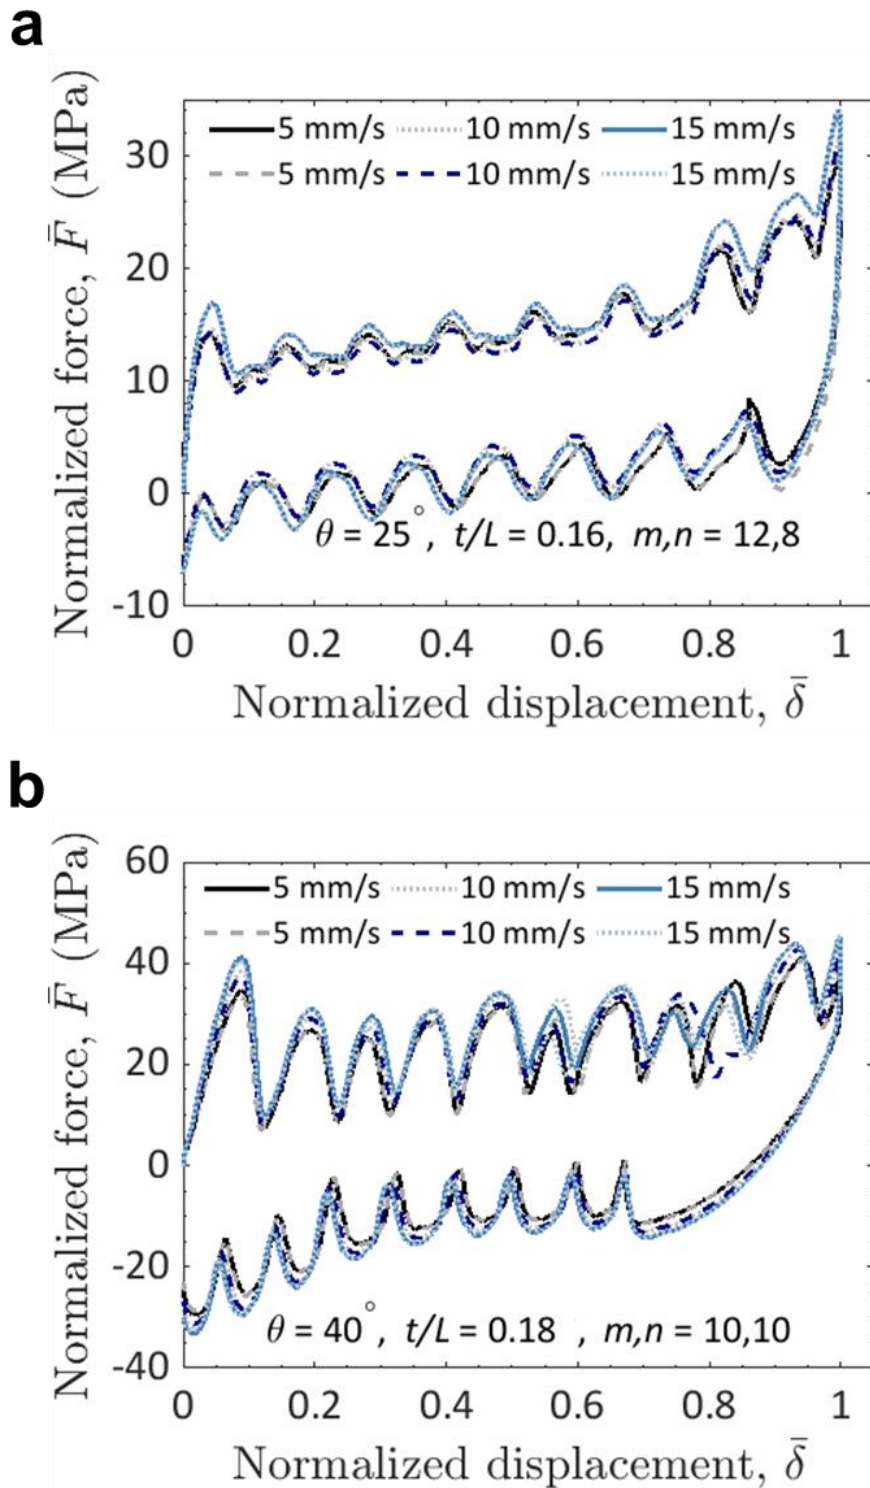 a
Normalized force, F̄ (MPa)
30
20
10
0
-10
5 mm/s 10 mm/s 15 mm/s
5 mm/s 10 mm/s 15 mm/s
θ = 25°, t/L = 0.16, m,n = 12,8
0 0.2 0.4 0.6 0.8 1
Normalized displacement, δ̄
b
Normalized force, F̄ (MPa)
60
40
20
0
-20
-40
5 mm/s 10 mm/s 15 mm/s
5 mm/s 10 mm/s 15 mm/s
θ = 40°, t/L = 0.18 , m,n = 10,10
0 0.2 0.4 0.6 0.8 1
Normalized displacement, δ̄